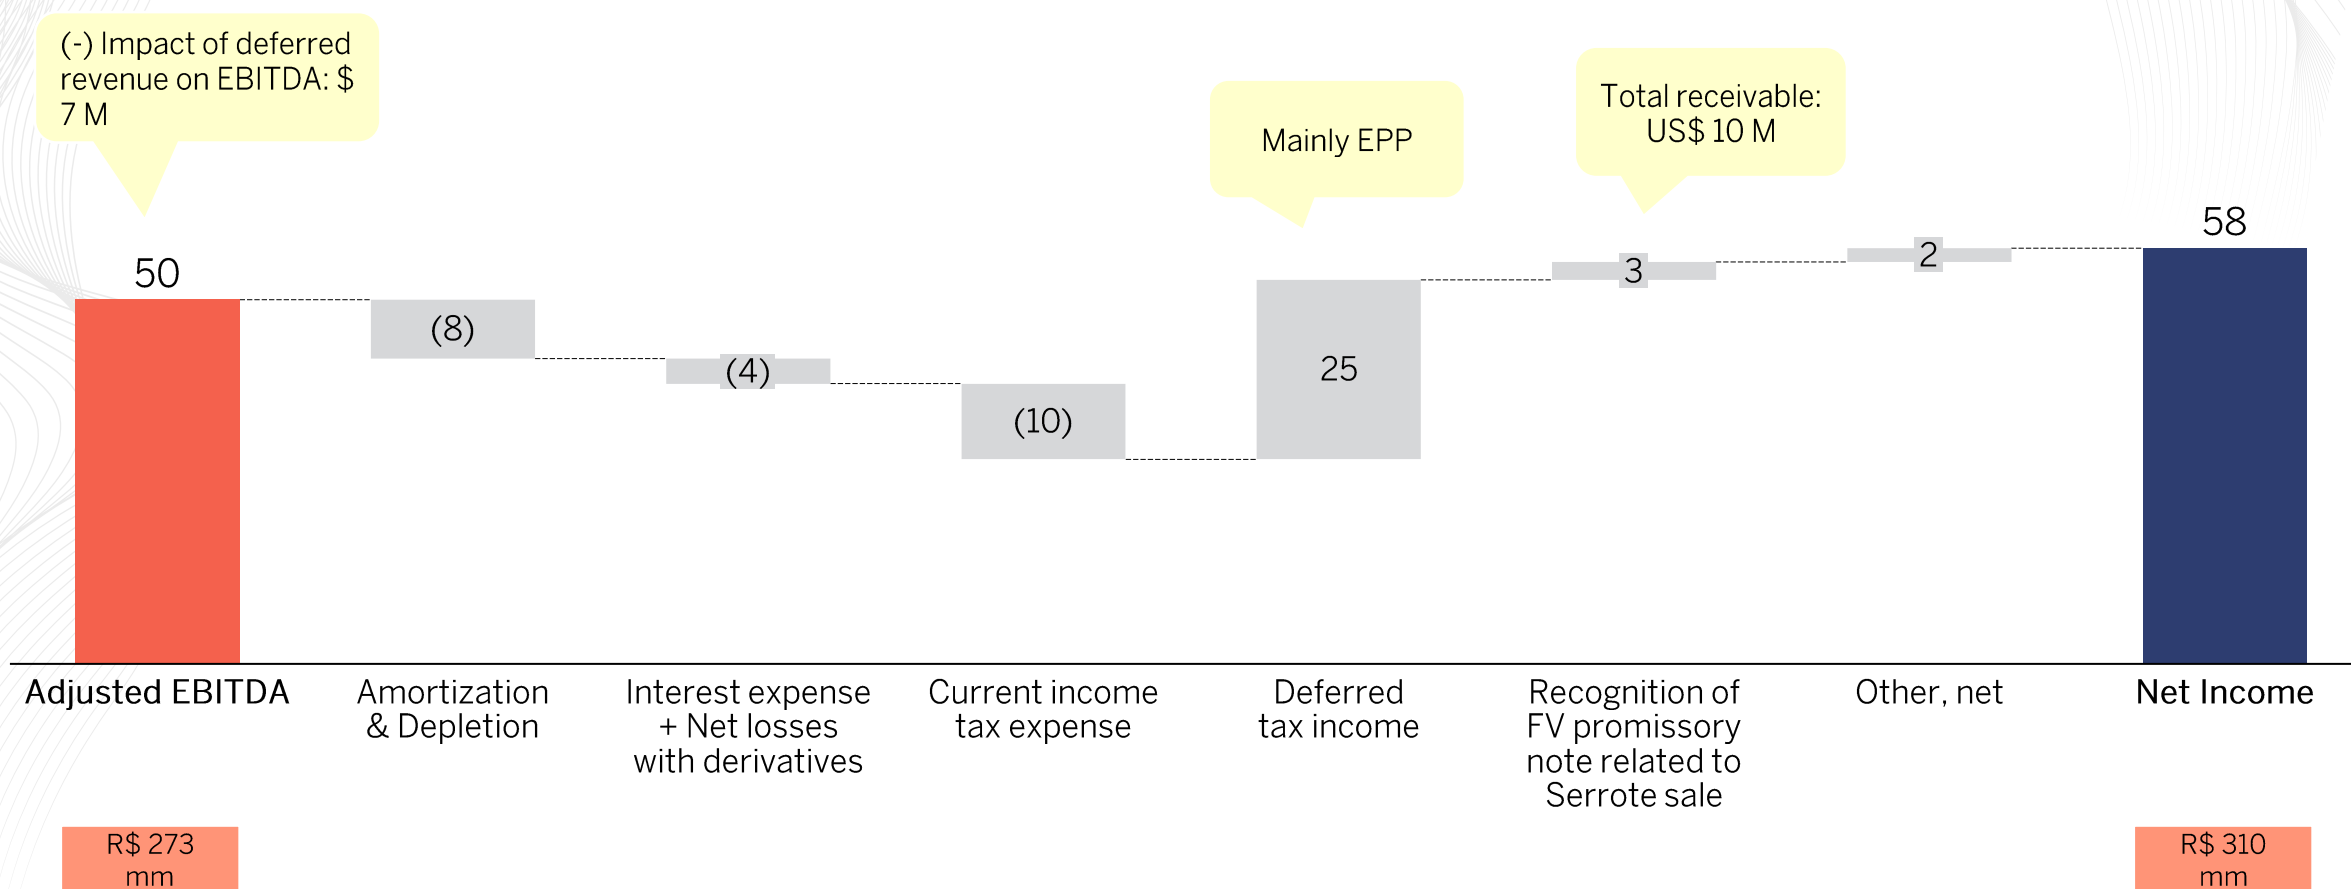 (-) Impact of deferred
revenue on EBITDA: $
7 M
Mainly EPP
Total receivable:
US$ 10 M
50
(8)
(4)
(10)
25
3
2
58
Adjusted EBITDA
Amortization
& Depletion
Interest expense
+ Net losses
with derivatives
Current income
tax expense
Deferred
tax income
Recognition of
FV promissory
note related to
Serrote sale
Other, net
Net Income
R$ 273
mm
R$ 310
mm